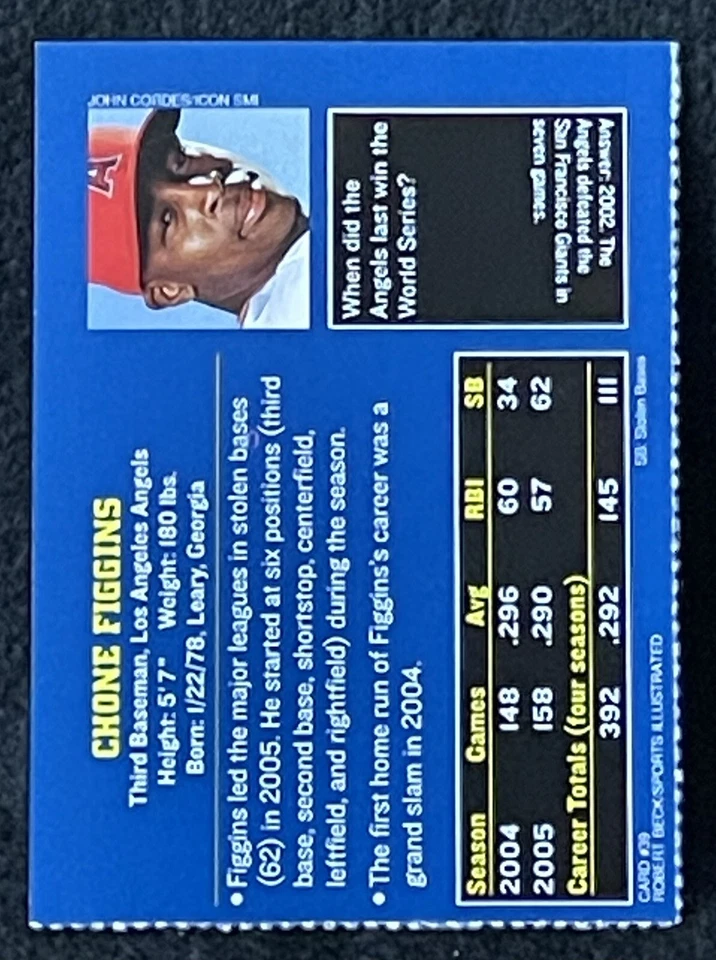 CHONE FIGGINS
Third Baseman, Los Angeles Angels
Height: 5'7" Weight: 180 lbs.
Born: 1/22/78, Leary, Georgia
JOHN CORDES/ICON SMI
A
• Figgins led the major leagues in stolen bases
(62) in 2005. He started at six positions (third
base, second base, shortstop, centerfield,
leftfield, and rightfield) during the season.
• The first home run of Figgins's career was a
grand slam in 2004.
When did the
Angels last win the
World Series?
Answer: 2002. The
Angels defeated the
San Francisco Giants in
seven games.
Season Games Avg RBI SB
2004 148 .296 60 34
2005 158 .290 57 62
Career Totals (four seasons)
392 .292 145 111
CARD #39
SB: Stolen Bases
ROBERT BECK/SPORTS ILLUSTRATED